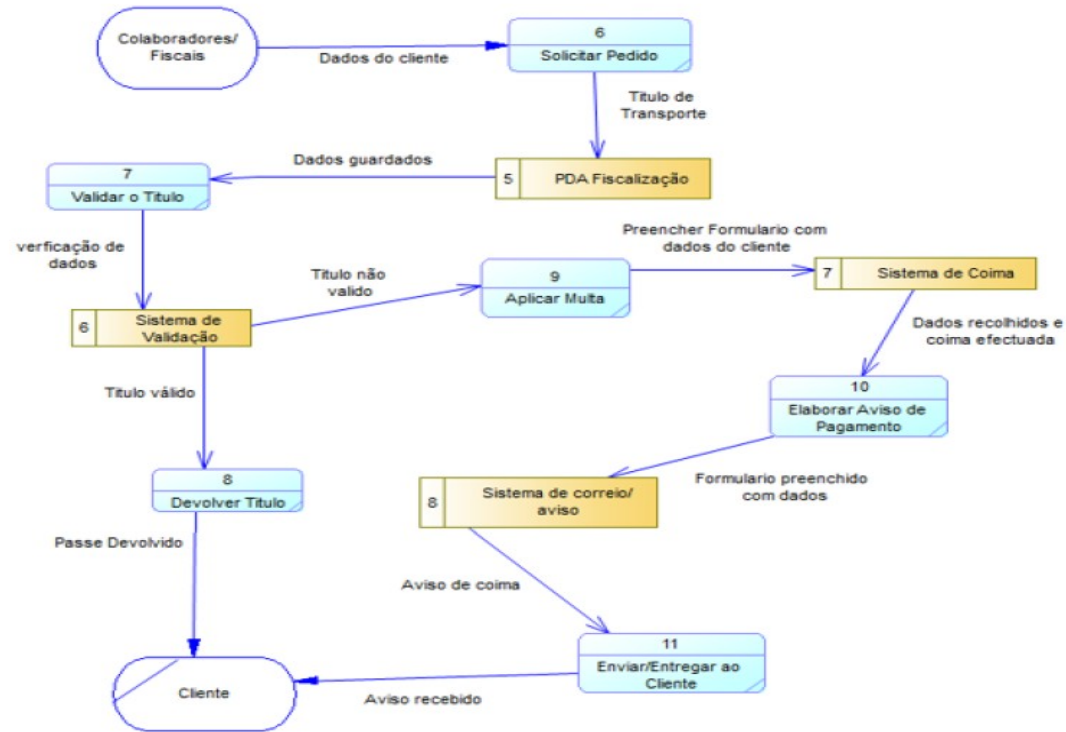 Colaboradores/
Fiscais
Dados do cliente
6
Solicitar Pedido
Titulo de
Transporte
Dados guardados
5
PDA Fiscalização
7
Validar o Titulo
verficação de
dados
Titulo não
valido
9
Aplicar Multa
Preencher Formulario com
dados do cliente
7
Sistema de Coima
6
Sistema de
Validação
Dados recolhidos e
coima efectuada
Titulo válido
10
Elaborar Aviso de
Pagamento
8
Devolver Titulo
Formulario preenchido
com dados
8
Sistema de correio/
aviso
Passe Devolvido
Aviso de coima
11
Enviar/Entregar ao
Cliente
Aviso recebido
Cliente